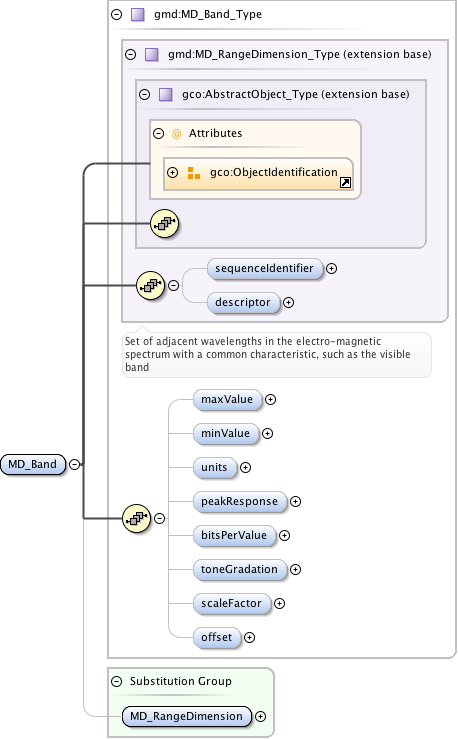 gmd:MD_Band_Type
gmd:MD_RangeDimension_Type (extension base)
gco:AbstractObject_Type (extension base)
@ Attributes
gco:ObjectIdentification
sequenceIdentifier
descriptor
Set of adjacent wavelengths in the electro-magnetic
spectrum with a common characteristic, such as the visible
band
maxValue
minValue
MD_Band
units
peakResponse
bitsPerValue
toneGradation
scaleFactor
offset
Substitution Group
MD_RangeDimension